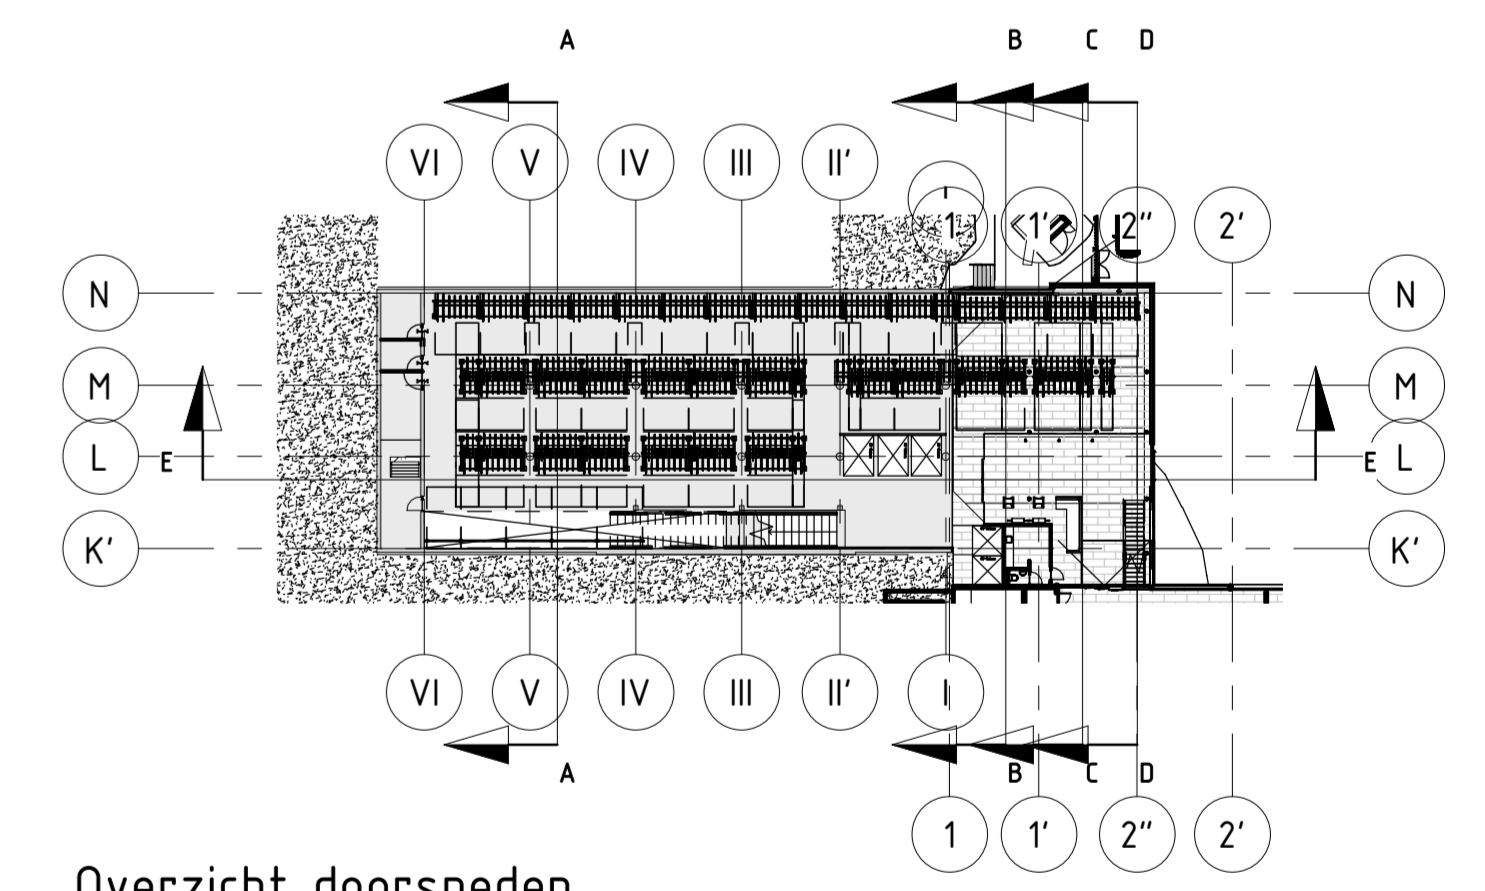 A B C D
VI V IV III II' I
1 1' 2" 2'
N N
M M
L E E L
K' K'
VI V IV III II' I
A B C D
1 1' 2" 2'
Overzicht doorsneden